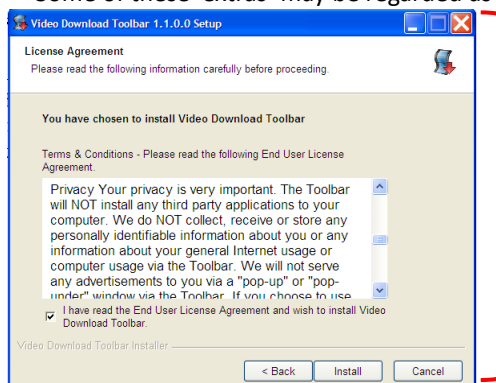 Some of these 'extras' may be regarded as
Video Download Toolbar 1.1.0.0 Setup
License Agreement
Please read the following information carefully before proceeding.
You have chosen to install Video Download Toolbar
Terms & Conditions - Please read the following End User License
Agreement.
Privacy Your privacy is very important. The Toolbar
will NOT install any third party applications to your
computer. We do NOT collect, receive or store any
personally identifiable information about you or any
information about your general Internet usage or
computer usage via the Toolbar. We will not serve
any advertisements to you via a "pop-up" or "pop-
under" window via the Toolbar. If you choose to use
I have read the End User License Agreement and wish to install Video
Download Toolbar.
Video Download Toolbar Installer
< Back Install Cancel